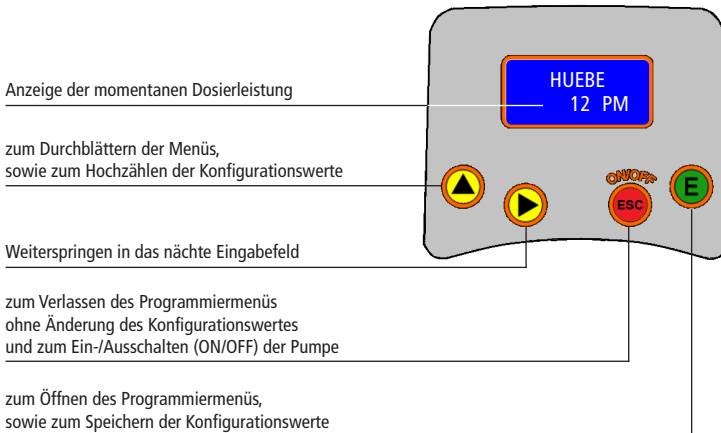 HUEBE
12 PM
Anzeige der momentanen Dosierleistung
zum Durchblättern der Menüs,
sowie zum Hochzählen der Konfigurationswerte
ON/OFF
ESC
E
Weiterspringen in das nächte Eingabefeld
zum Verlassen des Programmiermenüs
ohne Änderung des Konfigurationswertes
und zum Ein-/Ausschalten (ON/OFF) der Pumpe
zum Öffnen des Programmiermenüs,
sowie zum Speichern der Konfigurationswerte